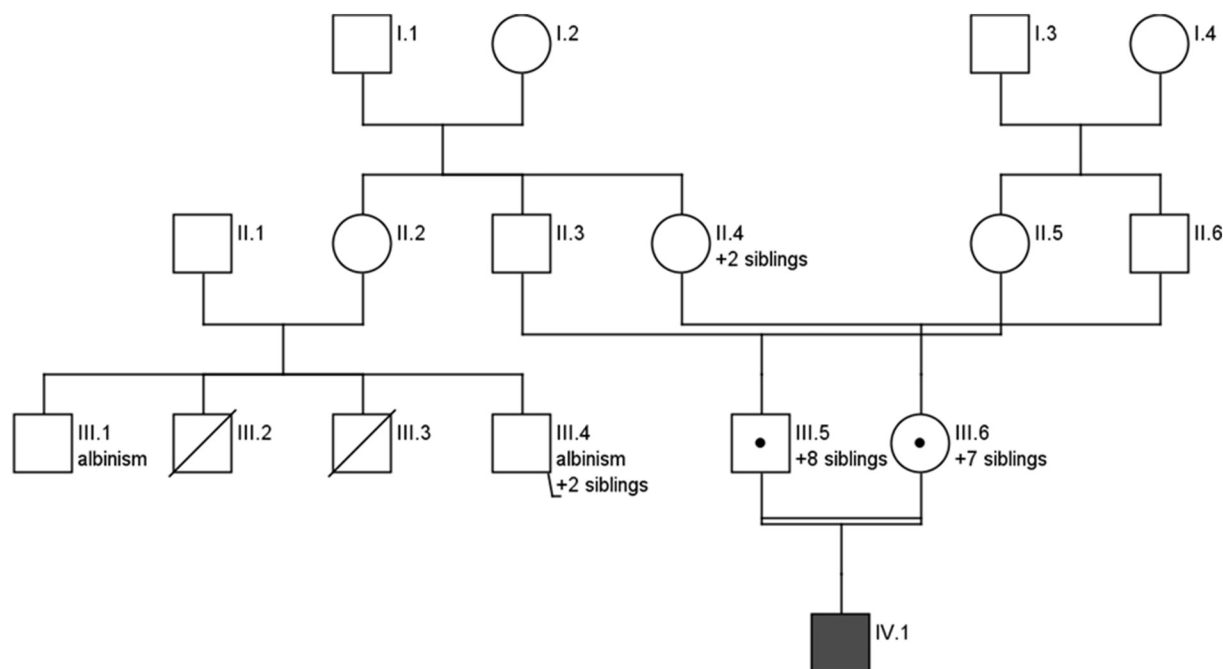 I.1
I.2
I.3
I.4
II.1
II.2
II.3
II.4
+2 siblings
II.5
II.6
III.1
albinism
III.2
III.3
III.4
albinism
+2 siblings
III.5
+8 siblings
III.6
+7 siblings
IV.1